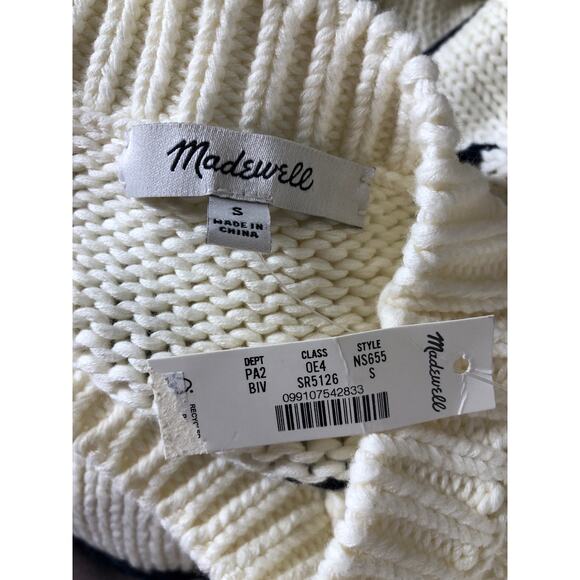 Madewell
S
MADE IN
CHINA
DEPT CLASS STYLE
PA2 OE4 NS655
BIV SR5126 S
099107542833
Madewell